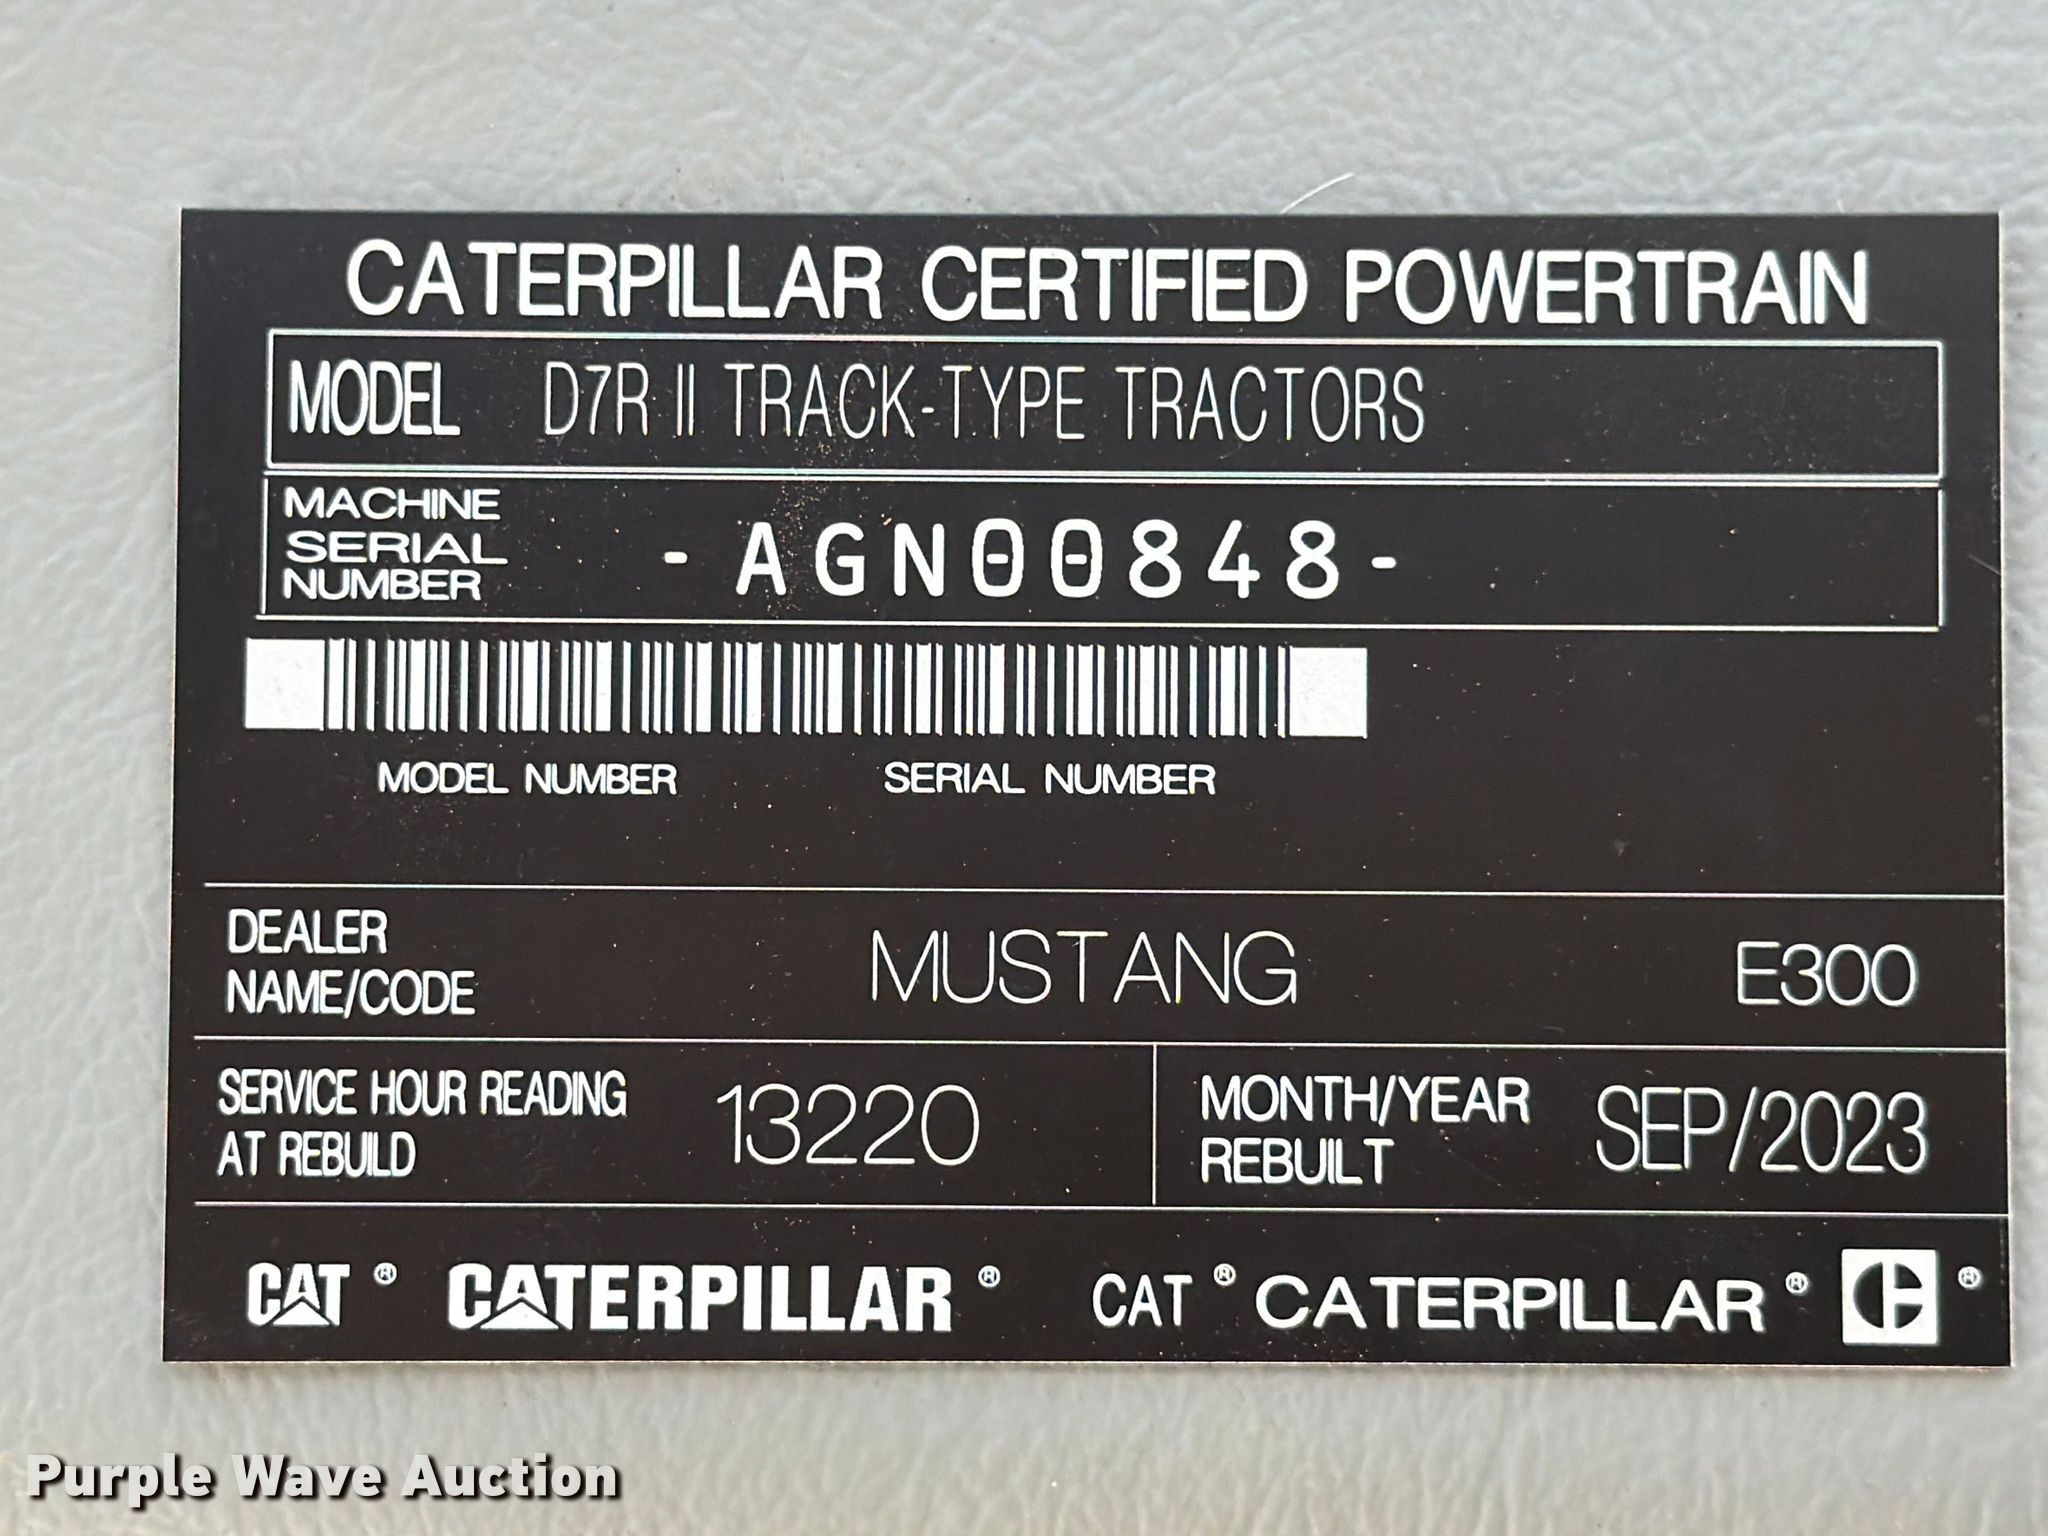 CATERPILLAR CERTIFIED POWERTRAIN
MODEL D7R II TRACK-TYPE TRACTORS
MACHINE
SERIAL
NUMBER
-AGN00848-
MODEL NUMBER SERIAL NUMBER
DEALER
NAME/CODE
MUSTANG E300
SERVICE HOUR READING
AT REBUILD
13220
MONTH/YEAR
REBUILT
SEP/2023
CAT® CATERPILLAR® CAT® CATERPILLAR® C®
Purple Wave Auction